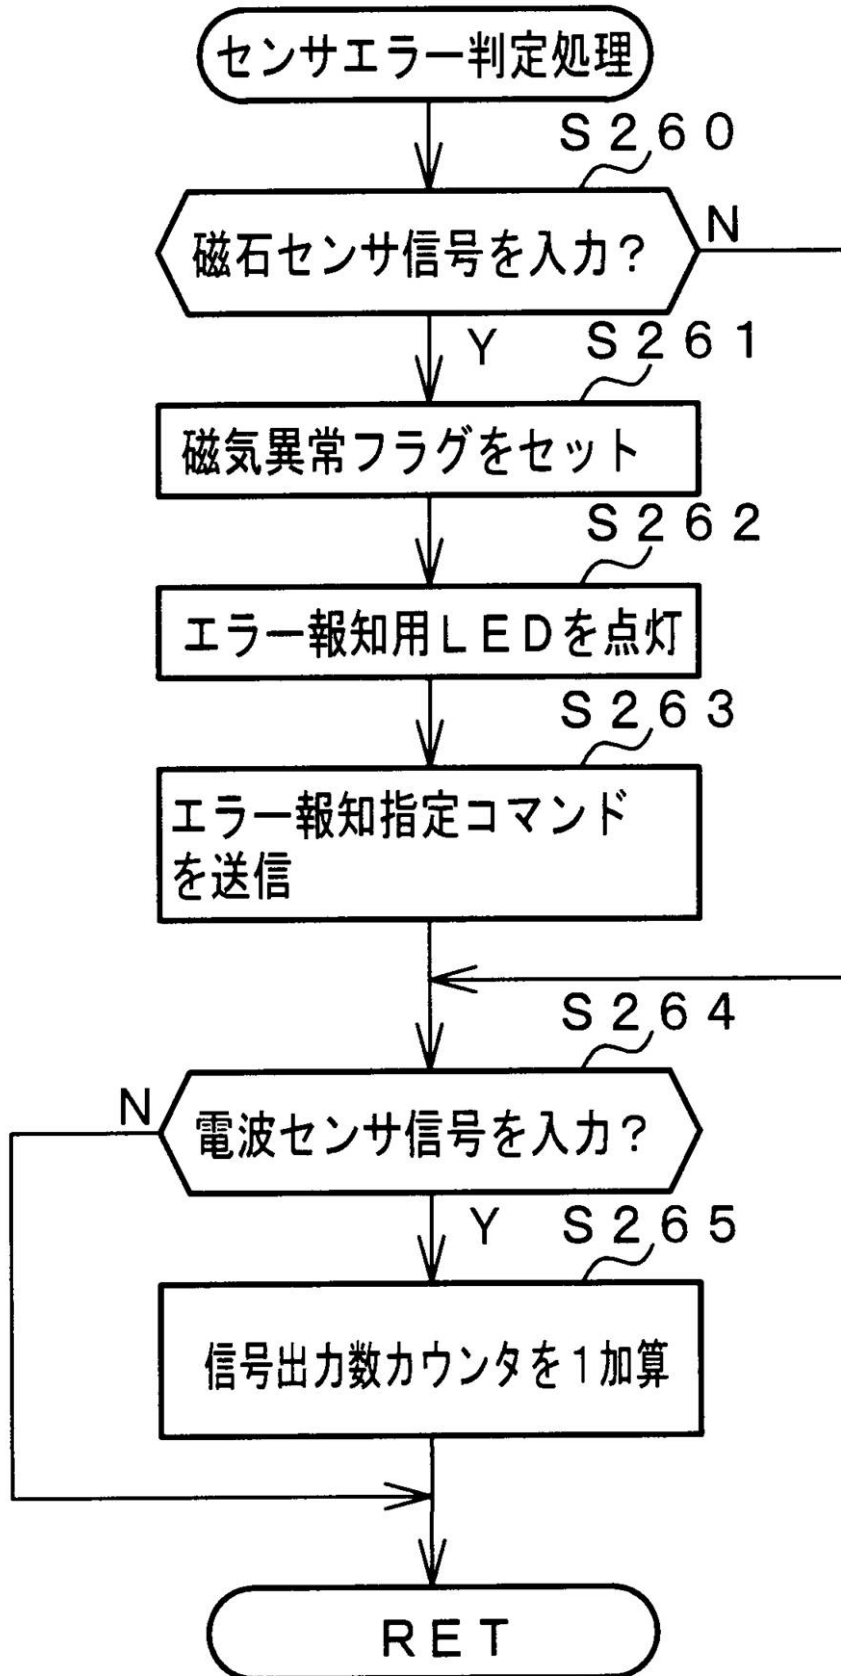 センサエラー判定処理
S260
磁石センサ信号を入力?
N
Y
S261
磁気異常フラグをセット
S262
エラー報知用LEDを点灯
S263
エラー報知指定コマンド
を送信
S264
N
電波センサ信号を入力?
Y
S265
信号出力数カウンタを1加算
RET